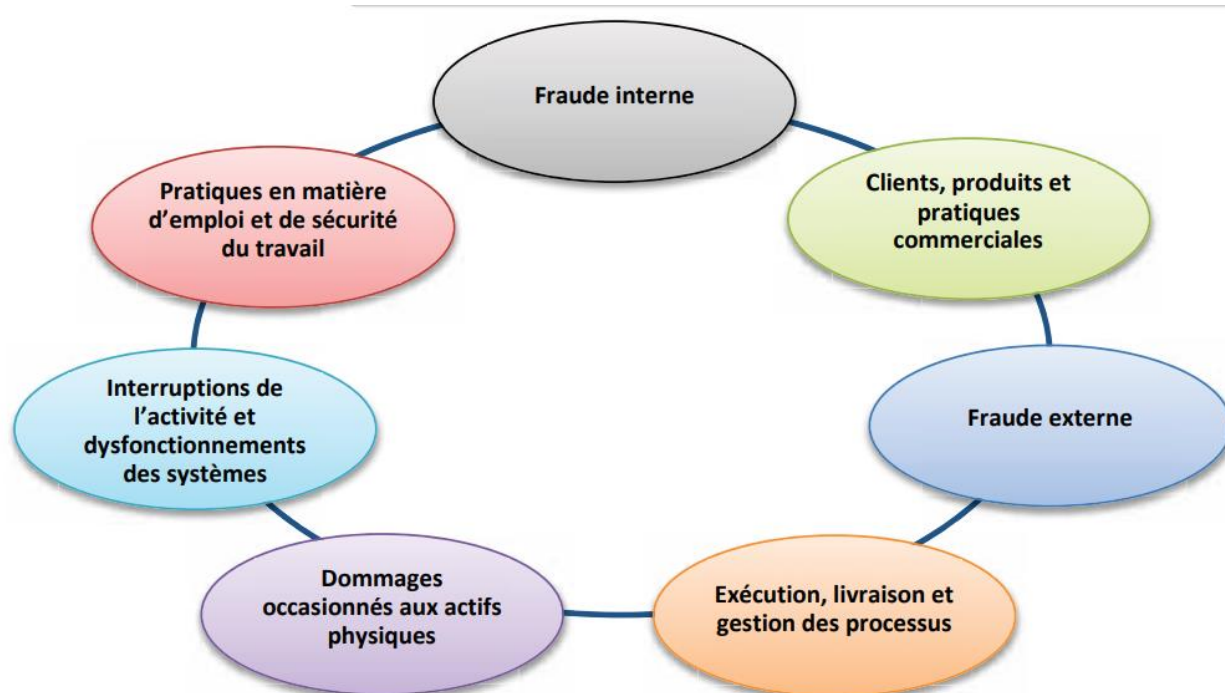 Fraude interne
Clients, produits et
pratiques
commerciales
Fraude externe
Exécution, livraison et
gestion des processus
Dommages
occasionnés aux actifs
physiques
Interruptions de
l’activité et
dysfonctionnements
des systèmes
Pratiques en matière
d’emploi et de sécurité
du travail